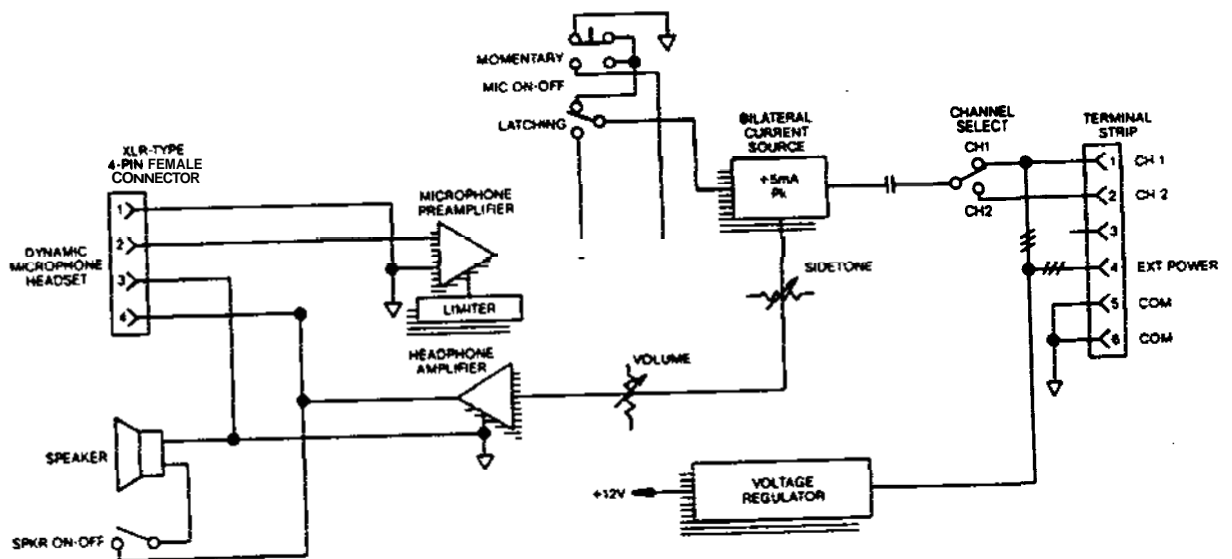 MOMENTARY
MIC ON-OFF
LATCHING
BILATERAL
CURRENT
SOURCE
+5mA
Pk
CHANNEL
SELECT
CH1
CH2
TERMINAL
STRIP
1
CH 1
2
CH 2
3
4
EXT POWER
5
COM
6
COM
XLR-TYPE
4-PIN FEMALE
CONNECTOR
1
2
3
4
DYNAMIC
MICROPHONE
HEADSET
MICROPHONE
PREAMPLIFIER
LIMITER
SIDETONE
HEADPHONE
AMPLIFIER
VOLUME
SPEAKER
SPKR ON-OFF
+12V
VOLTAGE
REGULATOR